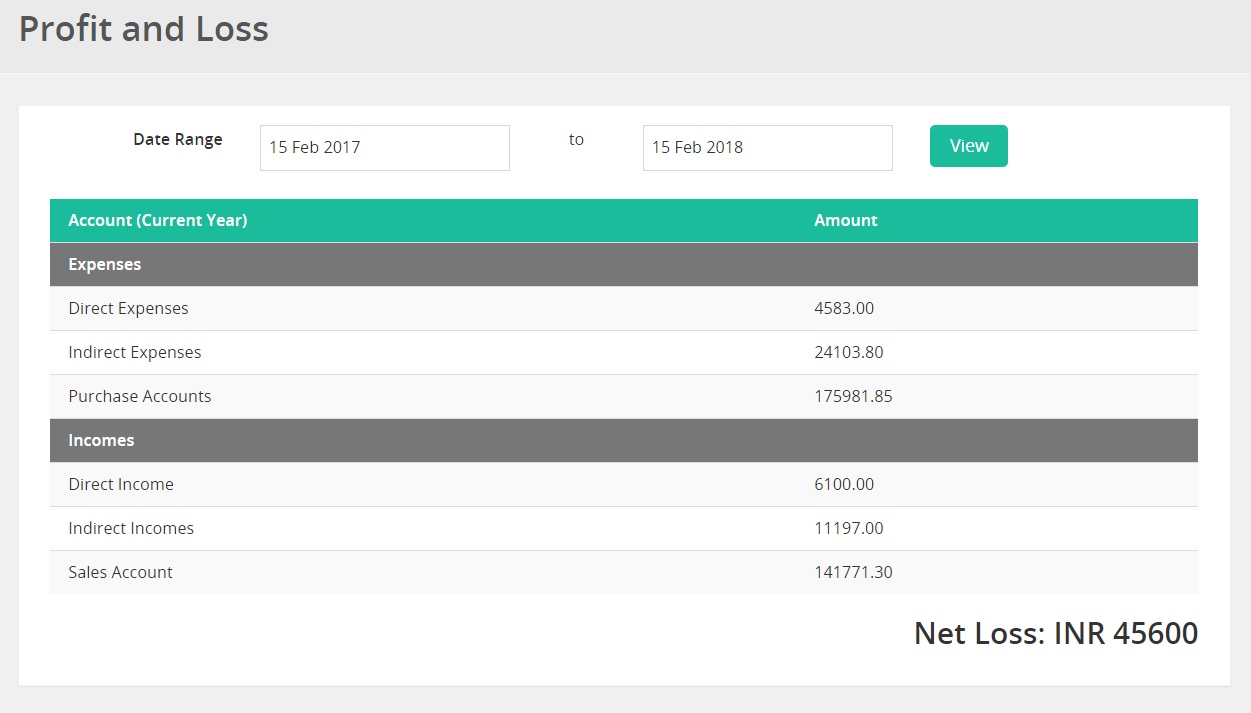 Profit and Loss
Date Range 15 Feb 2017 to 15 Feb 2018 View
Account (Current Year) Amount
Expenses
Direct Expenses 4583.00
Indirect Expenses 24103.80
Purchase Accounts 175981.85
Incomes
Direct Income 6100.00
Indirect Incomes 11197.00
Sales Account 141771.30
Net Loss: INR 45600